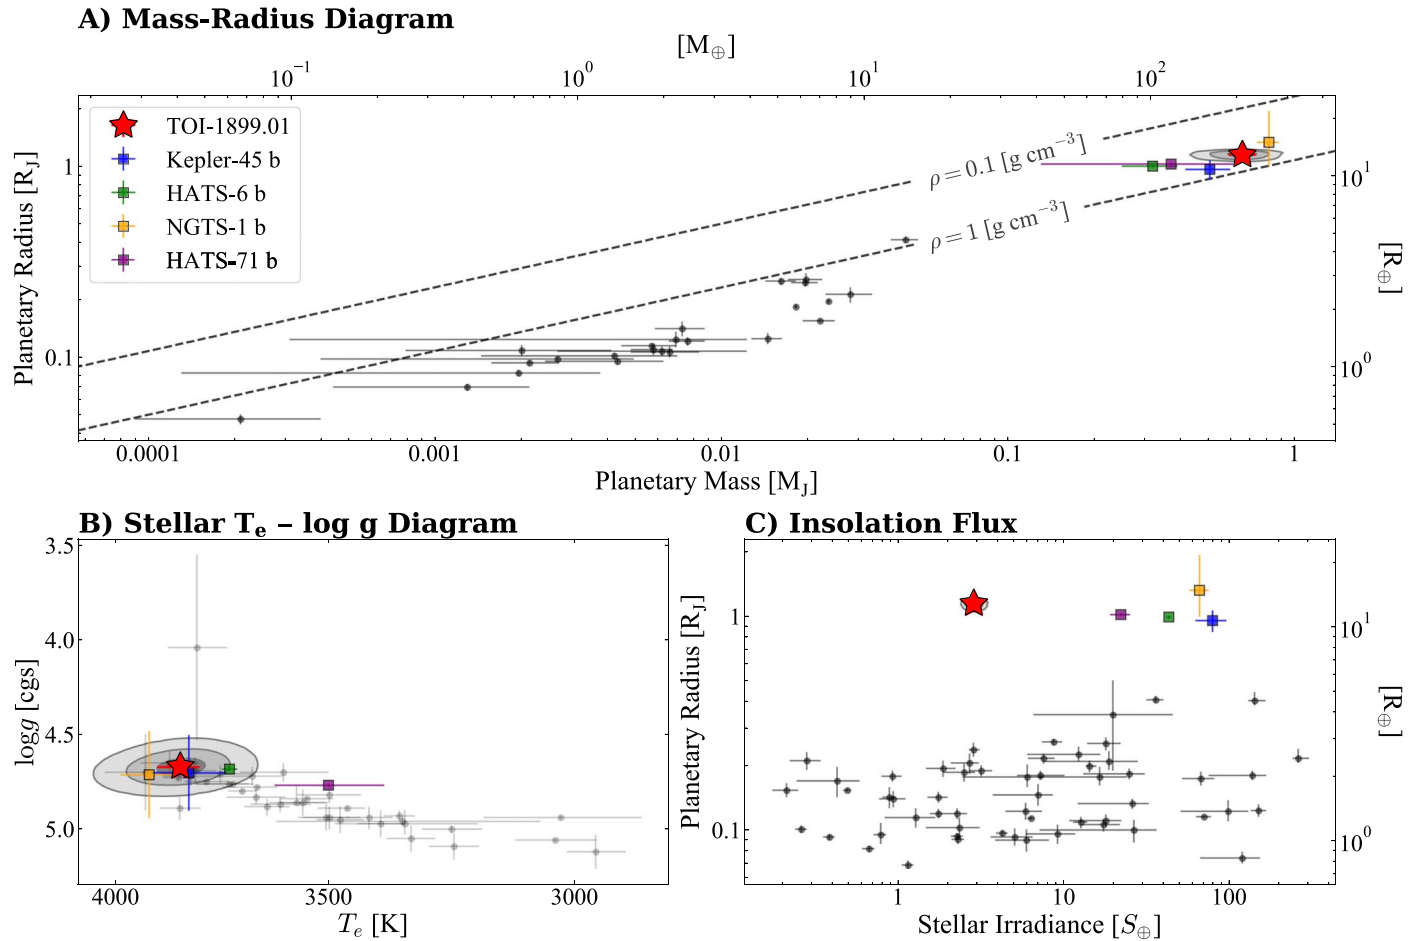 A) Mass-Radius Diagram
[M⊕]
10⁻¹ 10⁰ 10¹ 10²
TOI-1899.01
Kepler-45 b
HATS-6 b
NGTS-1 b
HATS-71 b
ρ = 0.1 [g cm⁻³]
ρ = 1 [g cm⁻³]
Planetary Radius [R_J]
1
0.1
10¹
10⁰
[R⊕]
0.0001 0.001 0.01 0.1 1
Planetary Mass [M_J]
B) Stellar Tₑ – log g Diagram
log g [cgs]
3.5
4.0
4.5
5.0
4000 3500 3000
Tₑ [K]
C) Insolation Flux
Planetary Radius [R_J]
1
0.1
10¹
10⁰
[R⊕]
1 10 100
Stellar Irradiance [S⊕]